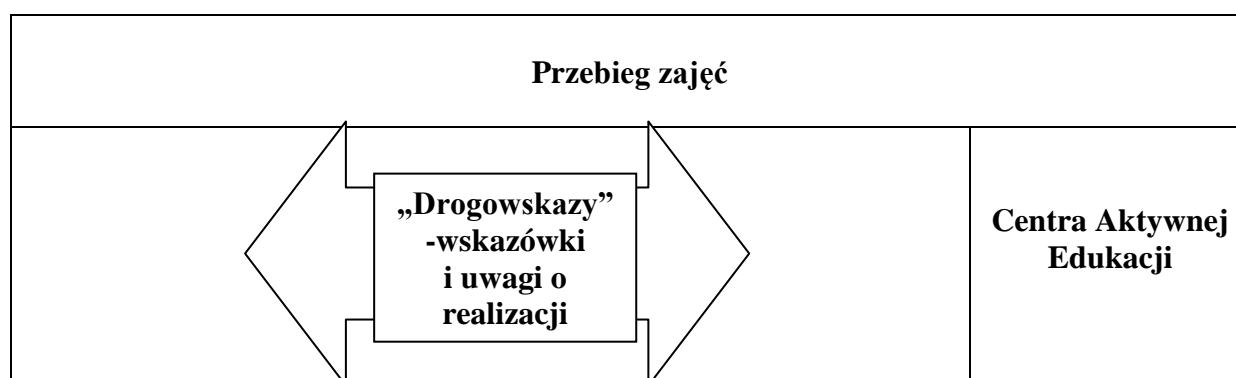 Przebieg zajęć
„Drogowskazy”
-wskazówki
i uwagi o
realizacji
Centra Aktywnej
Edukacji